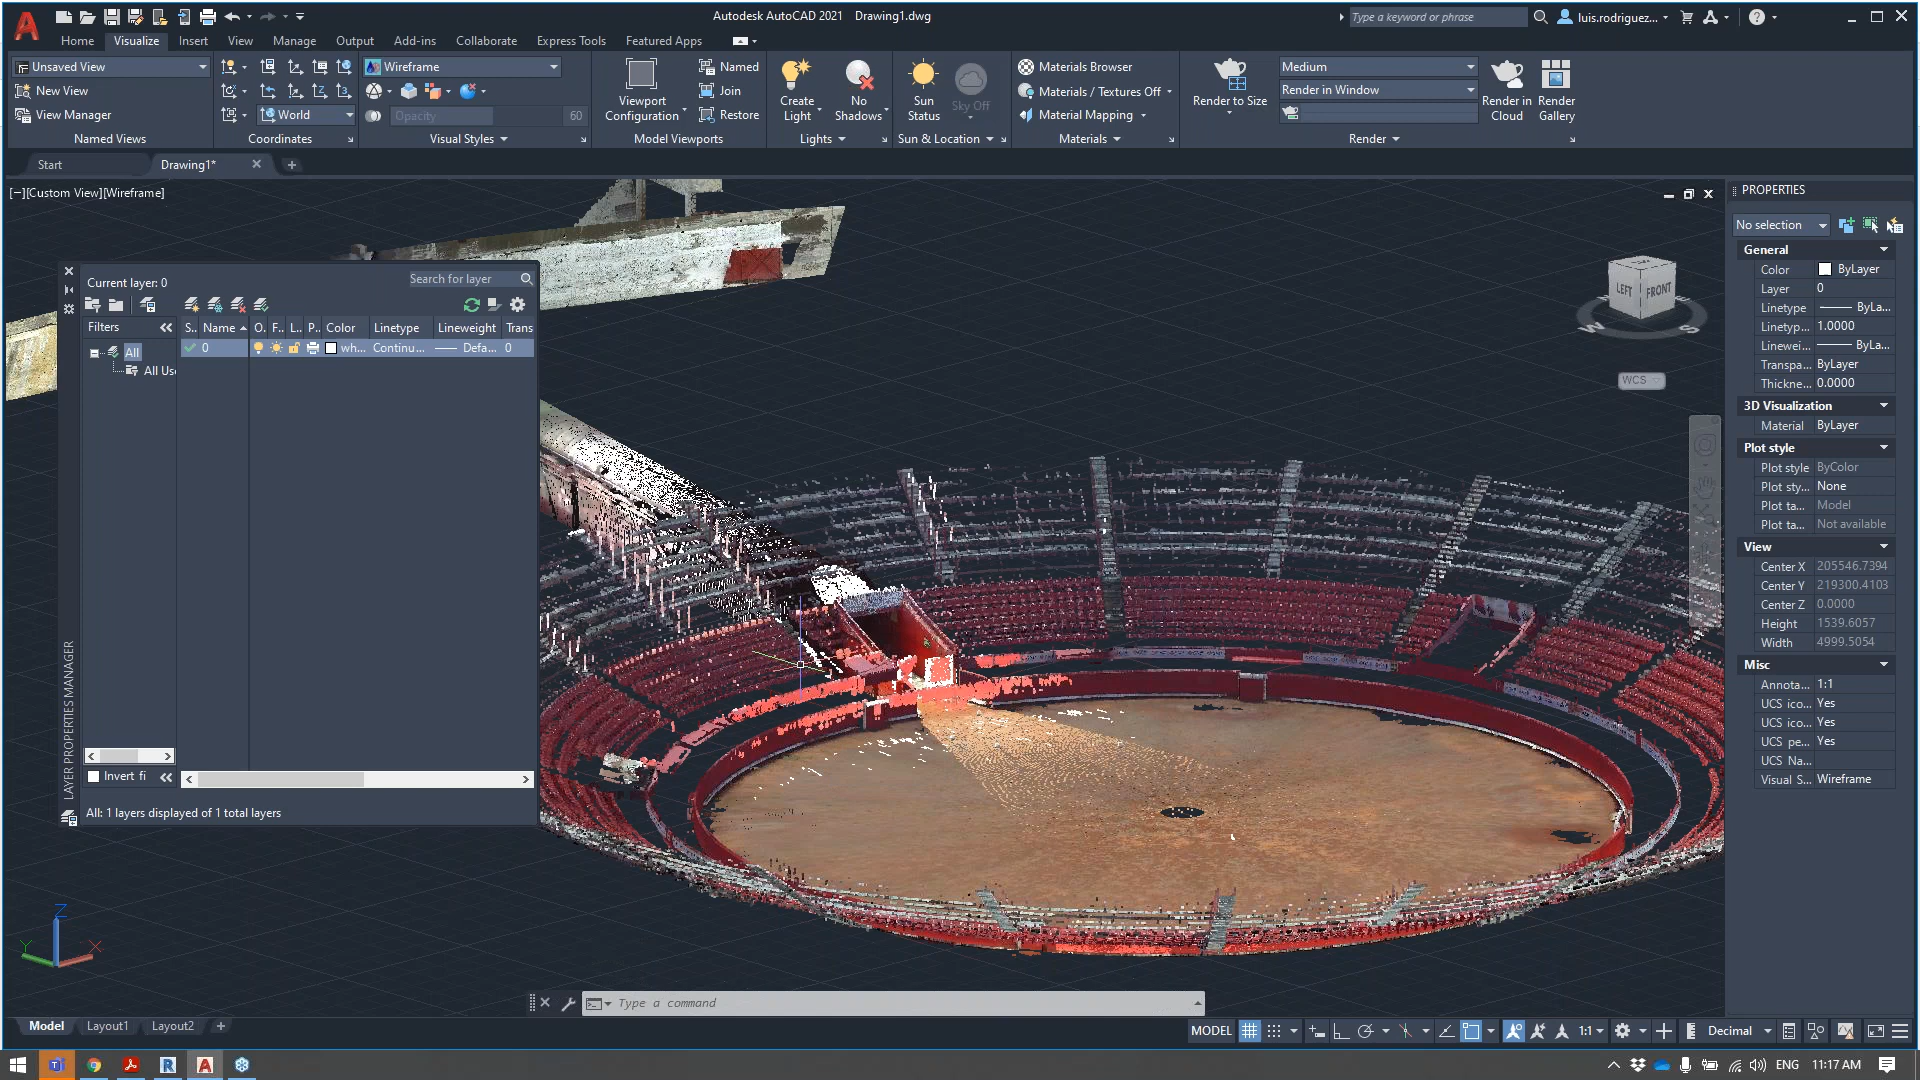 Autodesk AutoCAD 2021 Drawing1.dwg
Type a keyword or phrase
luis.rodriguez...
Home Visualize Insert View Manage Output Add-ins Collaborate Express Tools Featured Apps
Unsaved View
New View
View Manager
Named Views
World
Coordinates
Wireframe
Opacity 60
Visual Styles
Viewport
Configuration
Named
Join
Restore
Model Viewports
Create
Light
No
Shadows
Lights
Sun
Status
Sky Off
Sun & Location
Materials Browser
Materials / Textures Off
Material Mapping
Materials
Render to Size
Medium
Render in Window
Render in
Cloud
Render
Gallery
Render
Start Drawing1*
[−][Custom View][Wireframe]
Current layer: 0
Search for layer
Filters
S.. Name O. F.. L.. P.. Color Linetype Lineweight Trans
All
All Use
0 wh... Continu... Defa... 0
Invert fi
All: 1 layers displayed of 1 total layers
LAYER PROPERTIES MANAGER
LEFT FRONT
W S
WCS
PROPERTIES
No selection
General
Color ByLayer
Layer 0
Linetype ByLa...
Linetyp... 1.0000
Linewei... ByLa...
Transpa... ByLayer
Thickne... 0.0000
3D Visualization
Material ByLayer
Plot style
Plot style ByColor
Plot sty... None
Plot ta... Model
Plot ta... Not available
View
Center X 205546.7394
Center Y 219300.4103
Center Z 0.0000
Height 1539.6057
Width 4999.5054
Misc
Annota... 1:1
UCS ico... Yes
UCS ico... Yes
UCS pe... Yes
UCS Na...
Visual S... Wireframe
Z
Y X
Type a command
Model Layout1 Layout2
MODEL 1:1 Decimal
ENG 11:17 AM